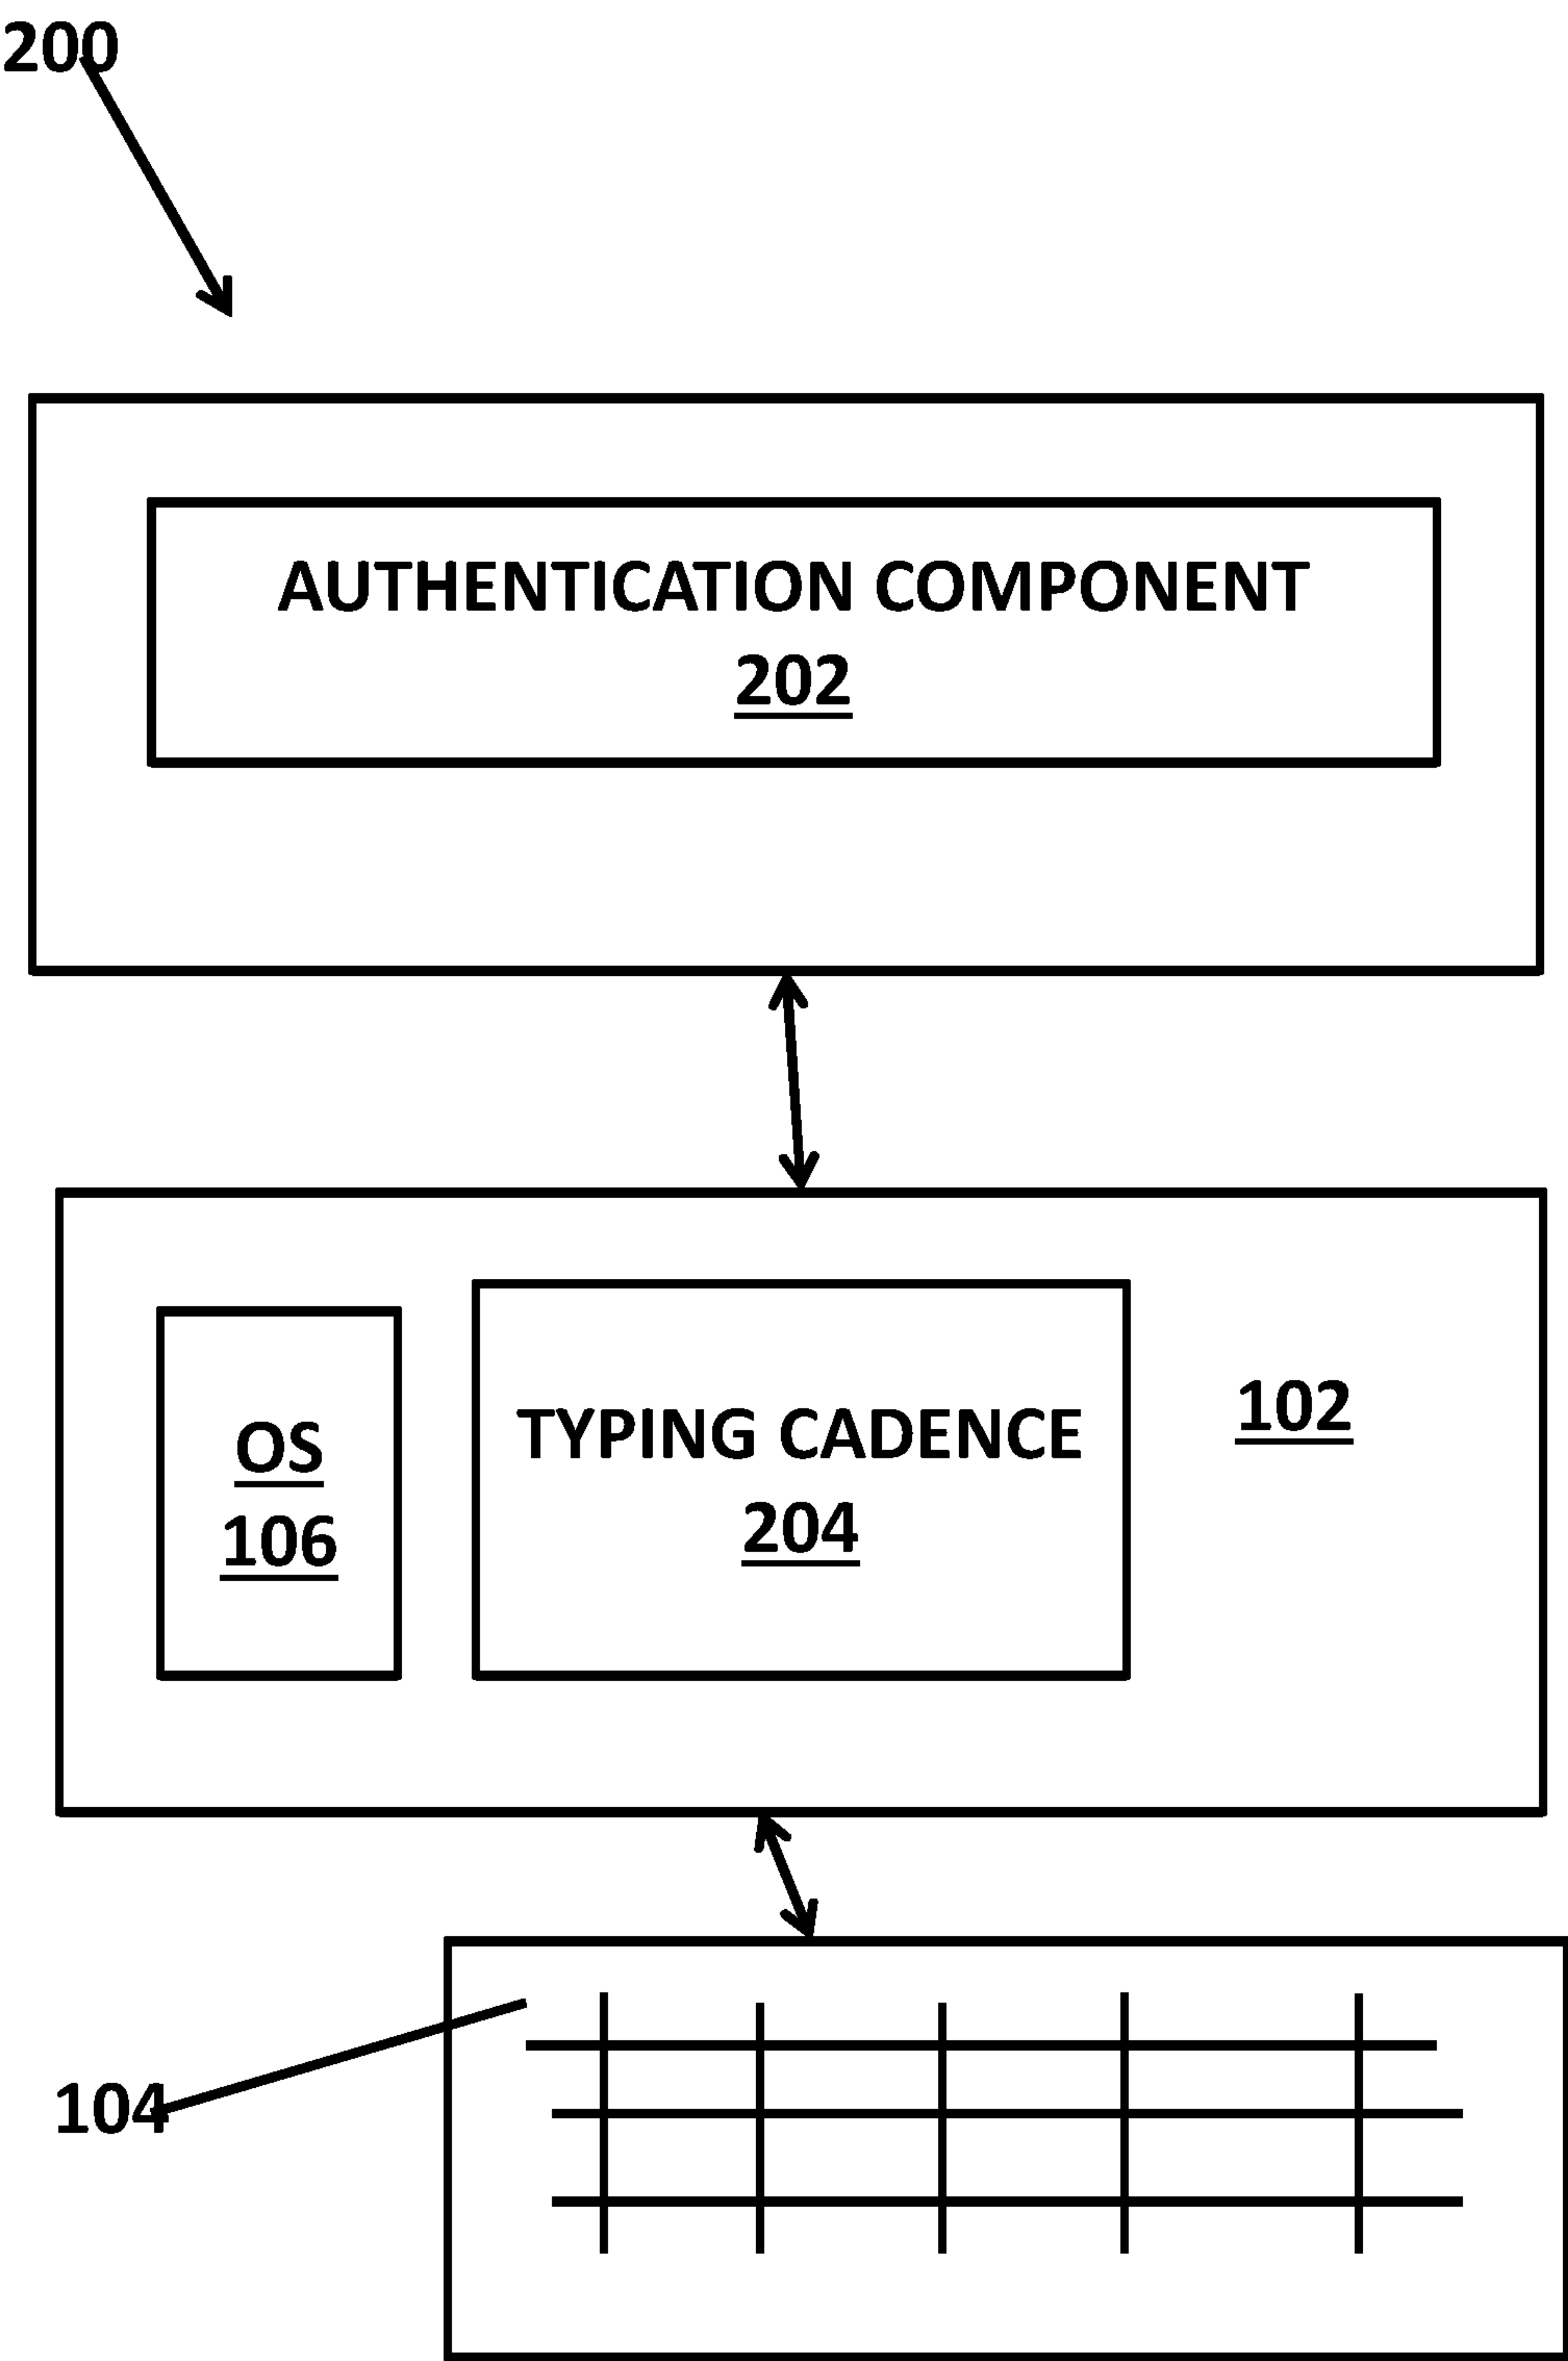 200
AUTHENTICATION COMPONENT
202
OS
106
TYPING CADENCE
204
102
104